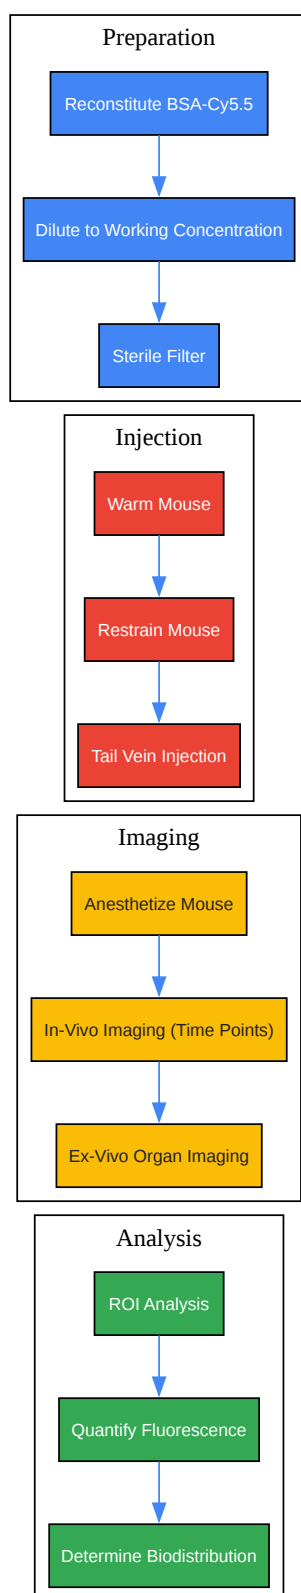 Preparation
Reconstitute BSA-Cy5.5
Dilute to Working Concentration
Sterile Filter
Injection
Warm Mouse
Restrain Mouse
Tail Vein Injection
Imaging
Anesthetize Mouse
In-Vivo Imaging (Time Points)
Ex-Vivo Organ Imaging
Analysis
ROI Analysis
Quantify Fluorescence
Determine Biodistribution